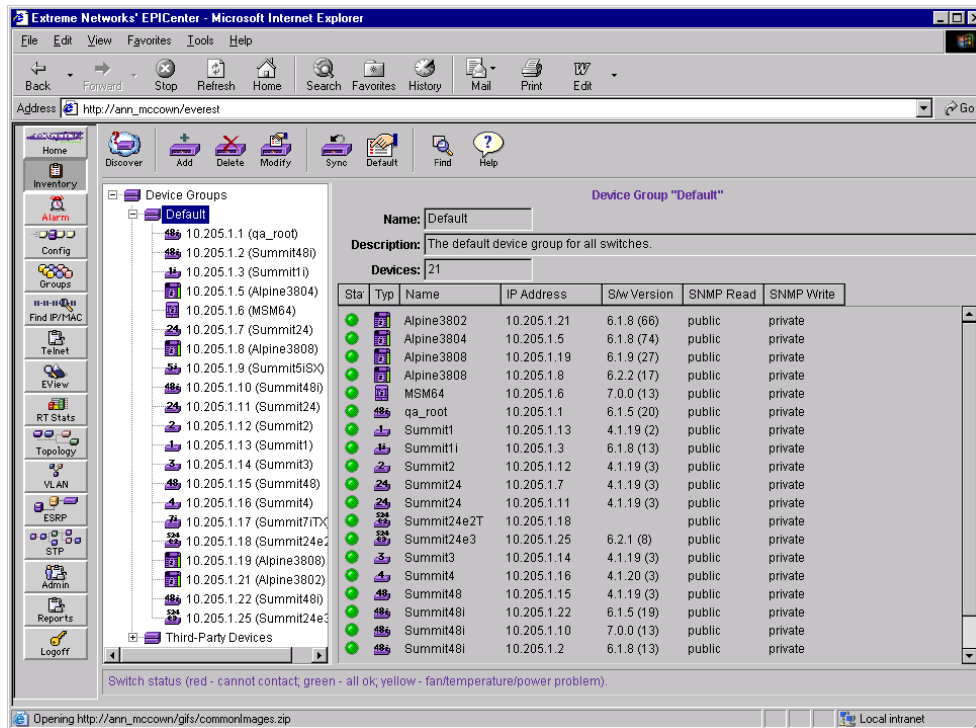 Extreme Networks' EPICenter - Microsoft Internet Explorer
File Edit View Favorites Tools Help
Back Forward Stop Refresh Home Search Favorites History Mail Print Edit
Address http://ann_mccown/everest Go
Home
Inventory
Alarm
Config
Groups
Find IP/MAC
Telnet
EView
RT Stats
Topology
VLAN
ESRP
STP
Admin
Reports
Logoff
Discover Add Delete Modify Sync Default Find Help
Device Groups
Default
10.205.1.1 (qa_root)
10.205.1.2 (Summit48i)
10.205.1.3 (Summit1i)
10.205.1.5 (Alpine3804)
10.205.1.6 (MSM64)
10.205.1.7 (Summit24)
10.205.1.8 (Alpine3808)
10.205.1.9 (Summit5iSX)
10.205.1.10 (Summit48i)
10.205.1.11 (Summit24)
10.205.1.12 (Summit2)
10.205.1.13 (Summit1)
10.205.1.14 (Summit3)
10.205.1.15 (Summit48)
10.205.1.16 (Summit4)
10.205.1.17 (Summit7iTX
10.205.1.18 (Summit24e2
10.205.1.19 (Alpine3808)
10.205.1.21 (Alpine3802)
10.205.1.22 (Summit48i)
10.205.1.25 (Summit24e3
Third-Party Devices
Device Group "Default"
Name: Default
Description: The default device group for all switches.
Devices: 21
Sta Typ Name IP Address S/w Version SNMP Read SNMP Write
Alpine3802 10.205.1.21 6.1.8 (66) public private
Alpine3804 10.205.1.5 6.1.8 (74) public private
Alpine3808 10.205.1.19 6.1.9 (27) public private
Alpine3808 10.205.1.8 6.2.2 (17) public private
MSM64 10.205.1.6 7.0.0 (13) public private
qa_root 10.205.1.1 6.1.5 (20) public private
Summit1 10.205.1.13 4.1.19 (2) public private
Summit1i 10.205.1.3 6.1.8 (13) public private
Summit2 10.205.1.12 4.1.19 (3) public private
Summit24 10.205.1.7 4.1.19 (3) public private
Summit24 10.205.1.11 4.1.19 (3) public private
Summit24e2T 10.205.1.18 public private
Summit24e3 10.205.1.25 6.2.1 (8) public private
Summit3 10.205.1.14 4.1.19 (3) public private
Summit4 10.205.1.16 4.1.20 (3) public private
Summit48 10.205.1.15 4.1.19 (3) public private
Summit48i 10.205.1.22 6.1.5 (19) public private
Summit48i 10.205.1.10 7.0.0 (13) public private
Summit48i 10.205.1.2 6.1.8 (13) public private
Switch status (red - cannot contact; green - all ok; yellow - fan/temperature/power problem).
Opening http://ann_mccown/gifs/commonImages.zip
Local intranet